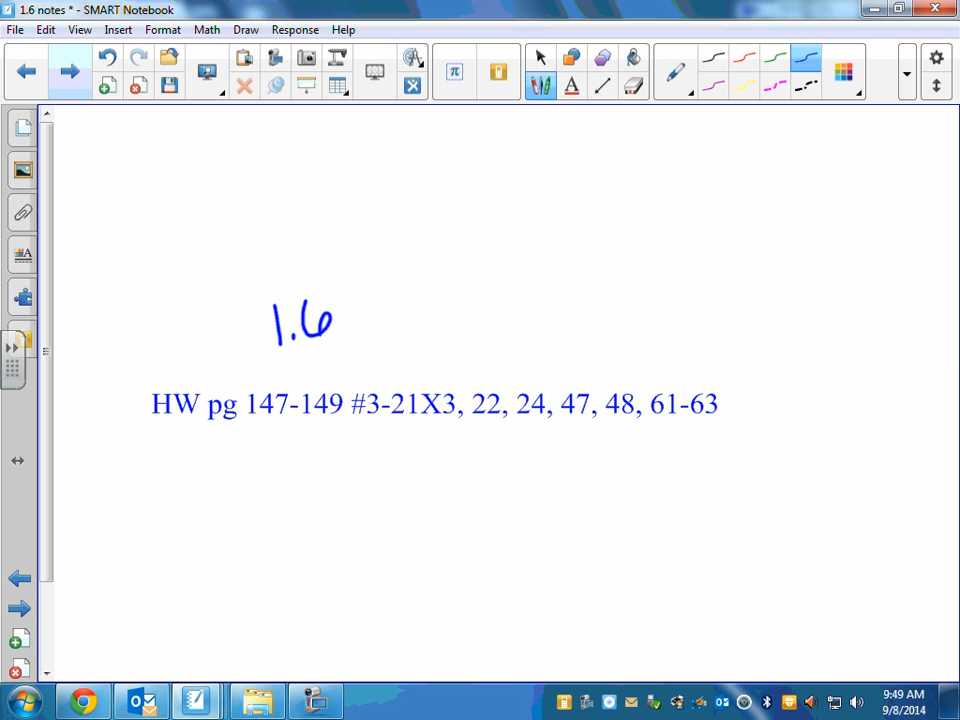 1.6 notes * - SMART Notebook
File Edit View Insert Format Math Draw Response Help
1.6
HW pg 147-149 #3-21X3, 22, 24, 47, 48, 61-63
9:49 AM
9/8/2014